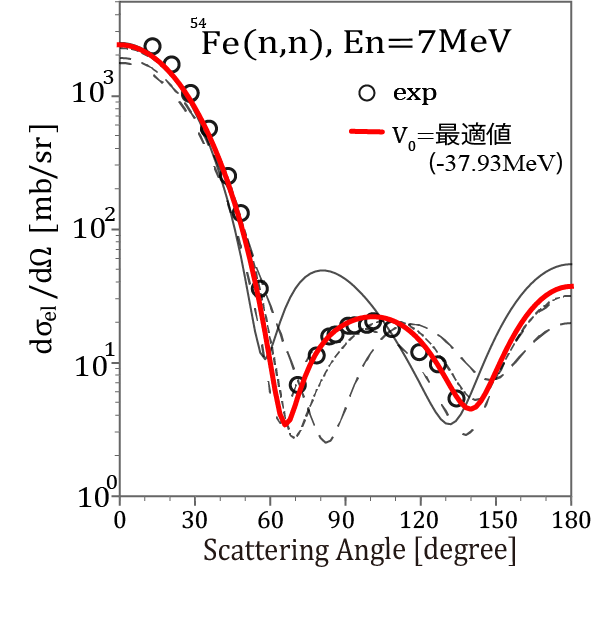 ⁵⁴Fe(n,n), En=7MeV
exp
V₀=最適値
(-37.93MeV)
dσₑₗ/dΩ [mb/sr]
10³
10²
10¹
10⁰
0 30 60 90 120 150 180
Scattering Angle [degree]